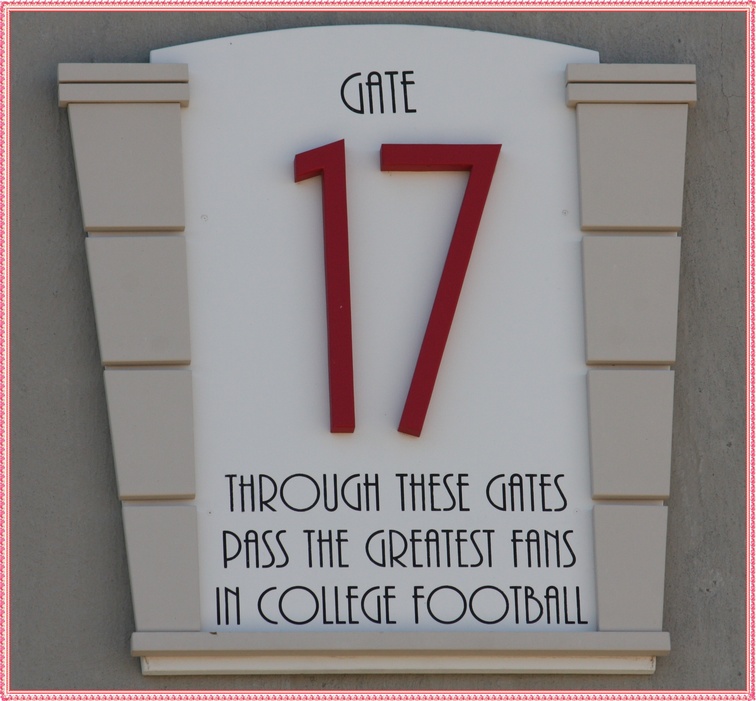 GATE
17
THROUGH THESE GATES
PASS THE GREATEST FANS
IN COLLEGE FOOTBALL